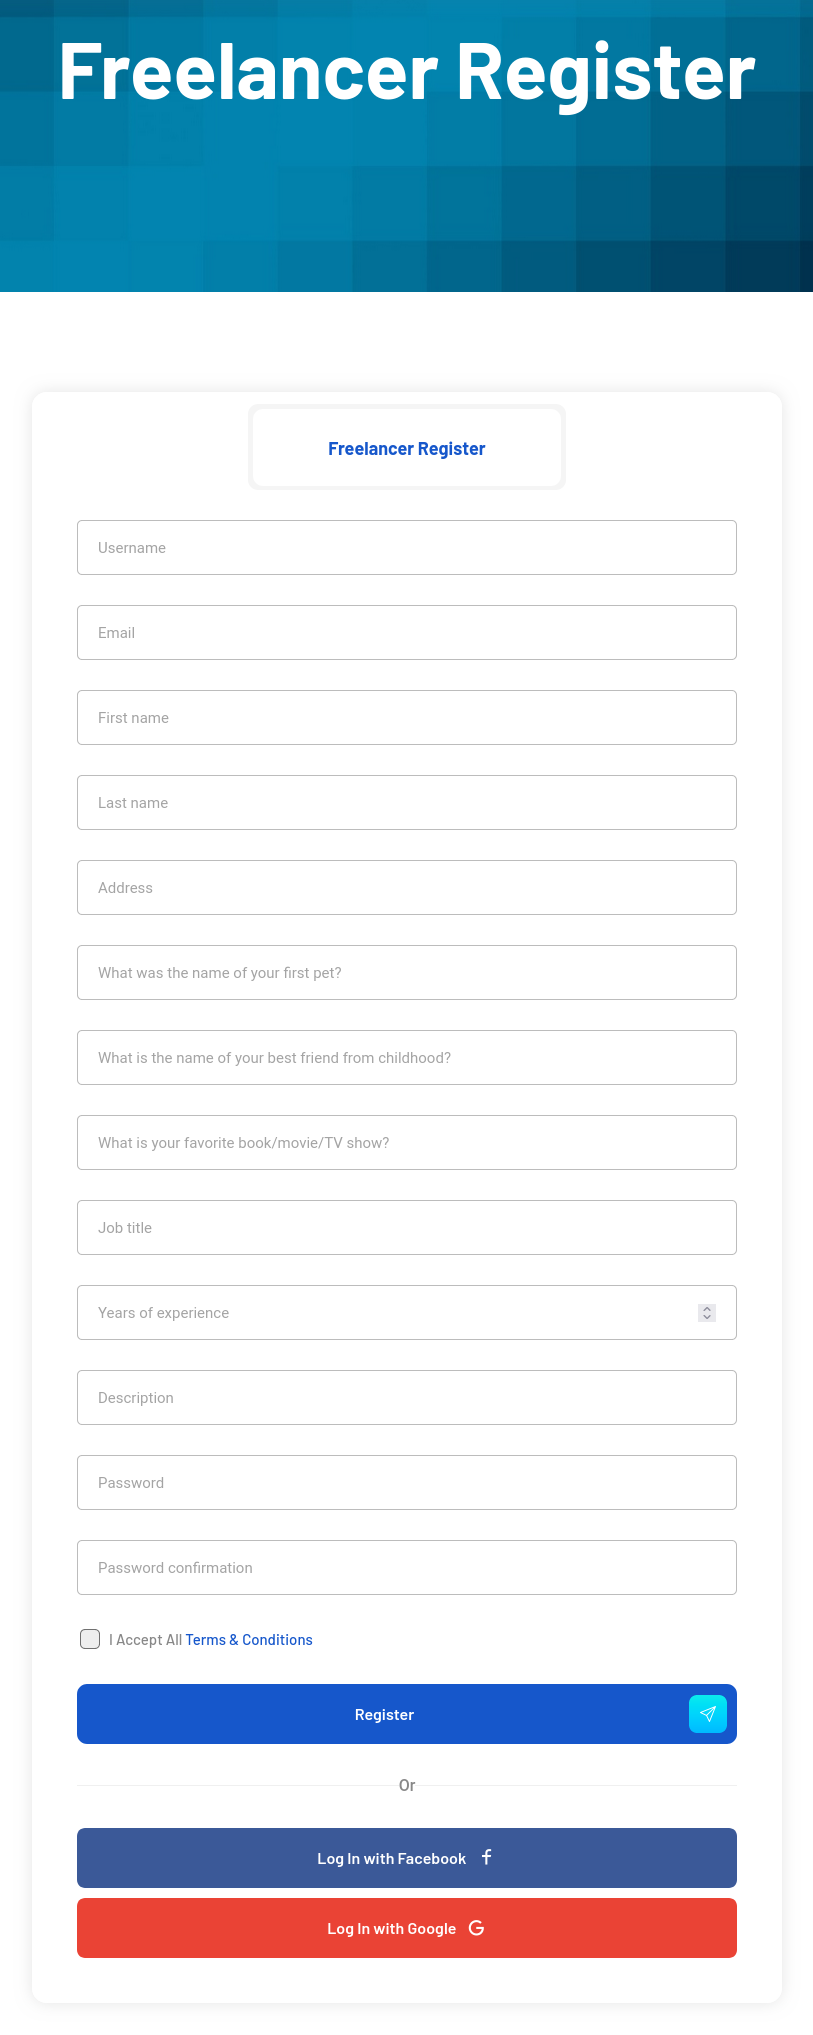 Freelancer Register
Freelancer Register
Username
Email
First name
Last name
Address
What was the name of your first pet?
What is the name of your best friend from childhood?
What is your favorite book/movie/TV show?
Job title
Years of experience
Description
Password
Password confirmation
I Accept All Terms & Conditions
Register
Or
Log In with Facebook
Log In with Google